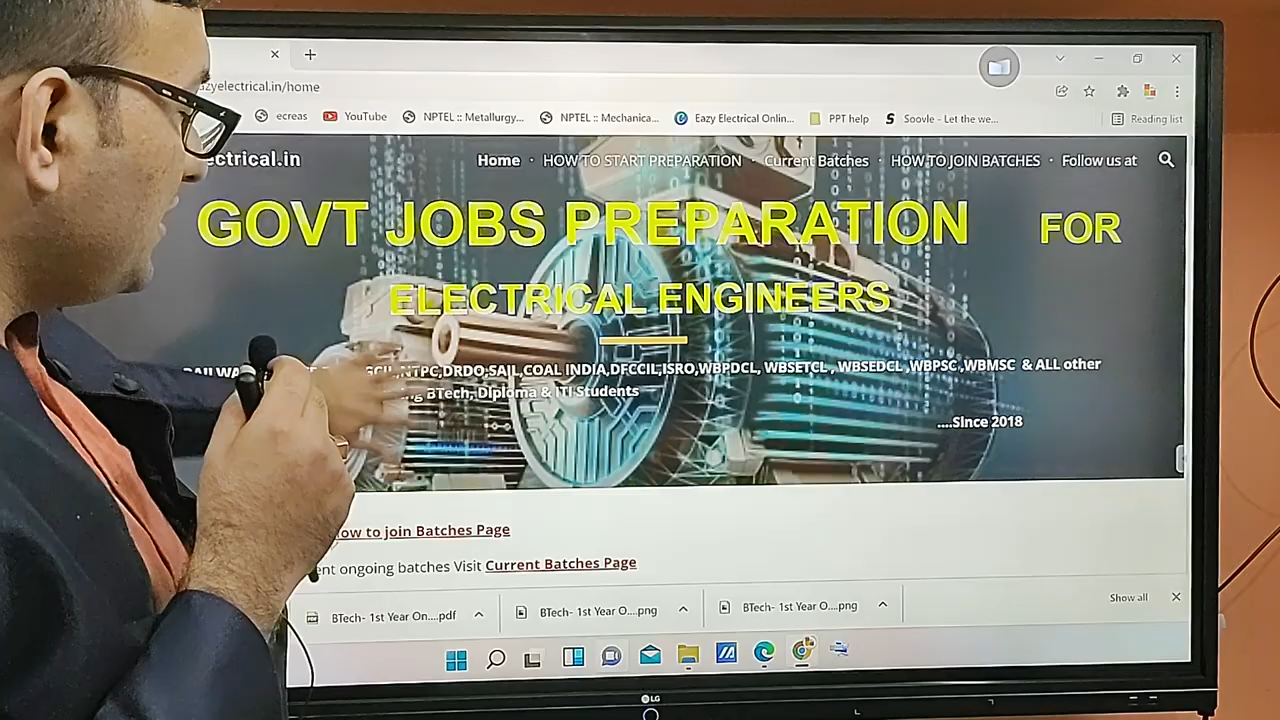 azyelectrical.in/home
ecreas
YouTube
NPTEL :: Metallurgy...
NPTEL :: Mechanica...
Eazy Electrical Onlin...
PPT help
Soovle - Let the we...
Reading list
ectrical.in
Home · HOW TO START PREPARATION · Current Batches · HOW TO JOIN BATCHES · Follow us at
GOVT JOBS PREPARATION FOR
ELECTRICAL ENGINEERS
,NTPC,DRDO,SAIL,COAL INDIA,DFCCIL,ISRO,WBPDCL, WBSETCL , WBSEDCL ,WBPSC ,WBMSC & ALL other
BTech, Diploma & ITI Students
....Since 2018
How to join Batches Page
ent ongoing batches Visit Current Batches Page
BTech- 1st Year On....pdf
BTech- 1st Year O....png
BTech- 1st Year O....png
Show all
LG